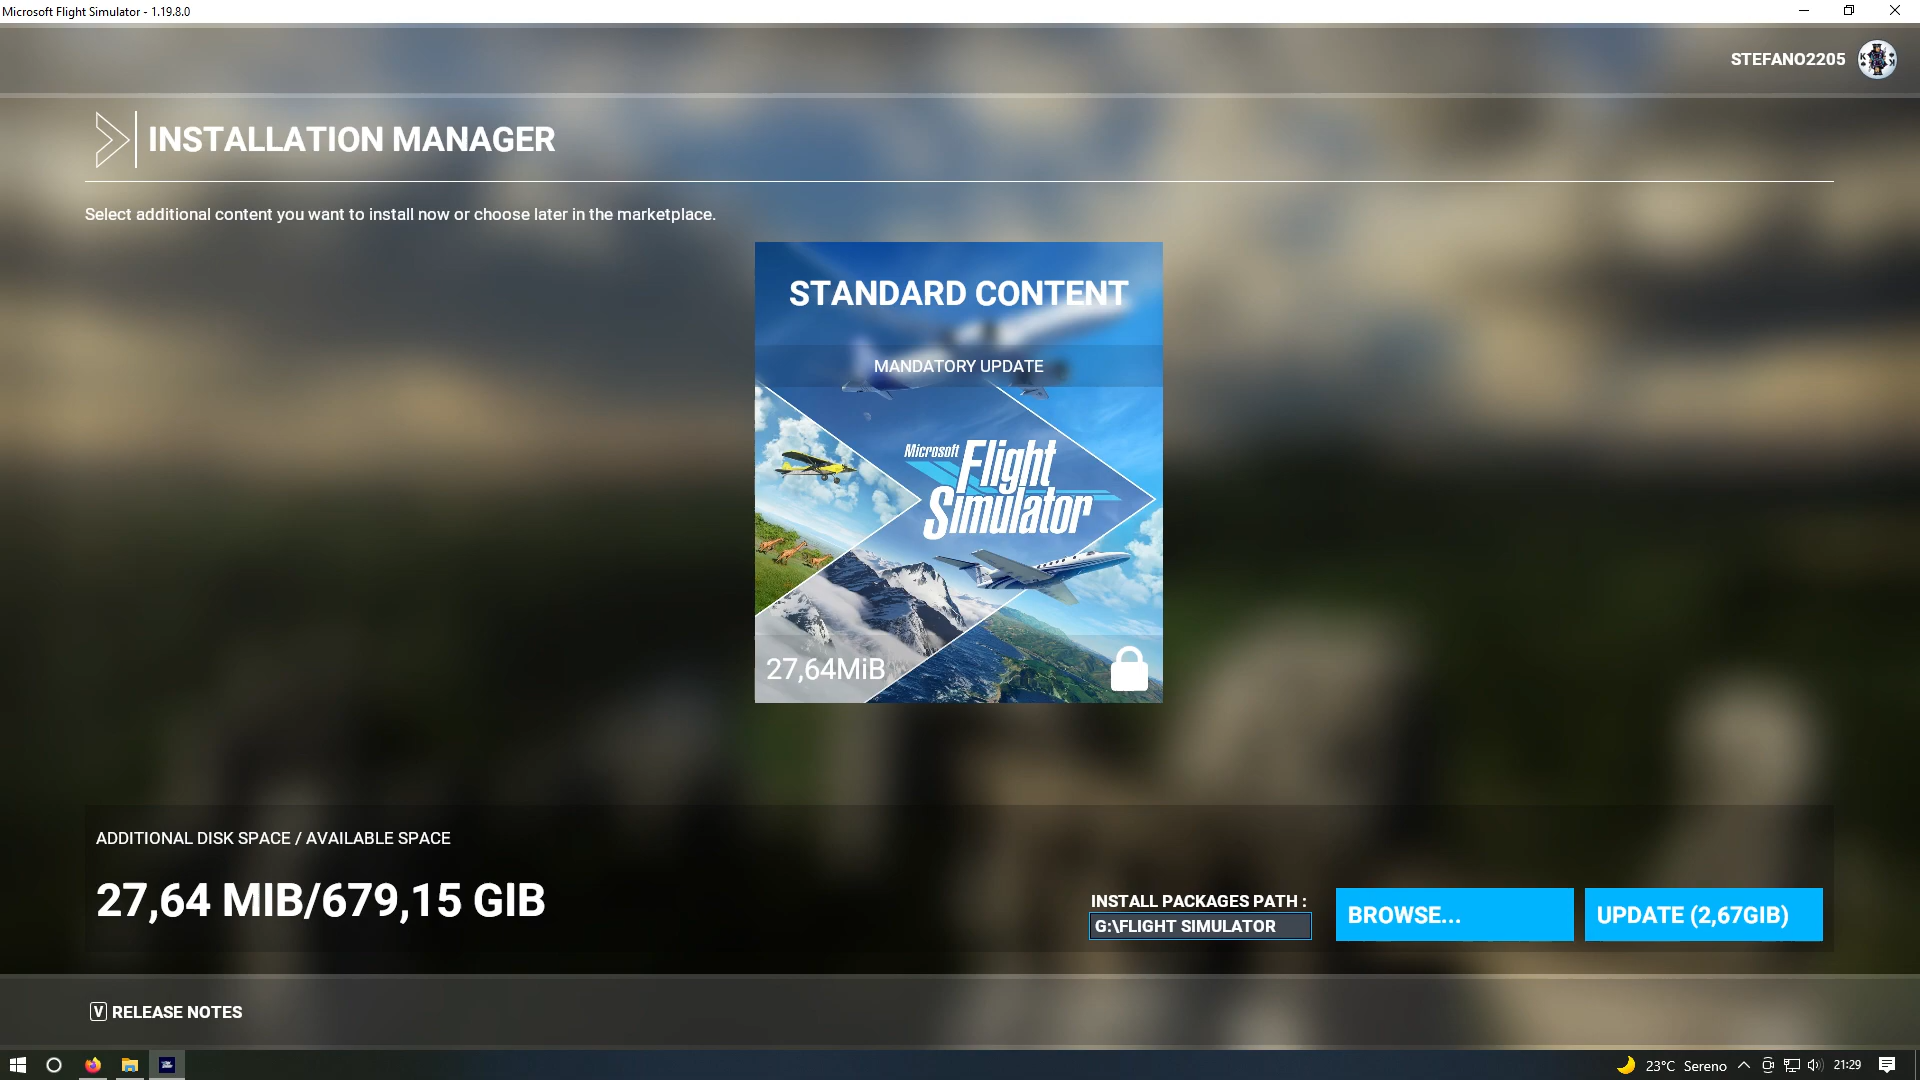 Microsoft Flight Simulator - 1.19.8.0
STEFANO2205
INSTALLATION MANAGER
Select additional content you want to install now or choose later in the marketplace.
STANDARD CONTENT
MANDATORY UPDATE
Microsoft
Flight
Simulator
27,64MiB
ADDITIONAL DISK SPACE / AVAILABLE SPACE
27,64 MIB/679,15 GIB
INSTALL PACKAGES PATH :
G:\FLIGHT SIMULATOR
BROWSE...
UPDATE (2,67GIB)
V RELEASE NOTES
23°C Sereno
21:29